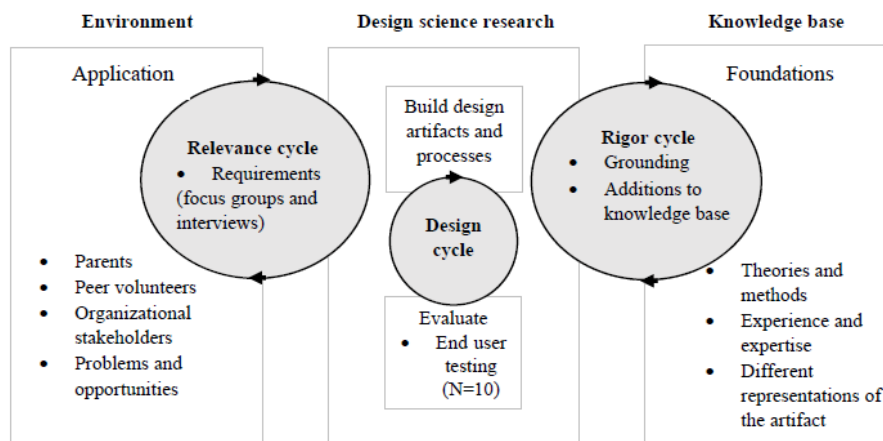 Environment
Design science research
Knowledge base
Application
Relevance cycle
• Requirements
(focus groups and
interviews)
• Parents
• Peer volunteers
• Organizational
stakeholders
• Problems and
opportunities
Build design
artifacts and
processes
Design
cycle
Evaluate
• End user
testing
(N=10)
Foundations
Rigor cycle
• Grounding
• Additions to
knowledge base
• Theories and
methods
• Experience and
expertise
• Different
representations of
the artifact